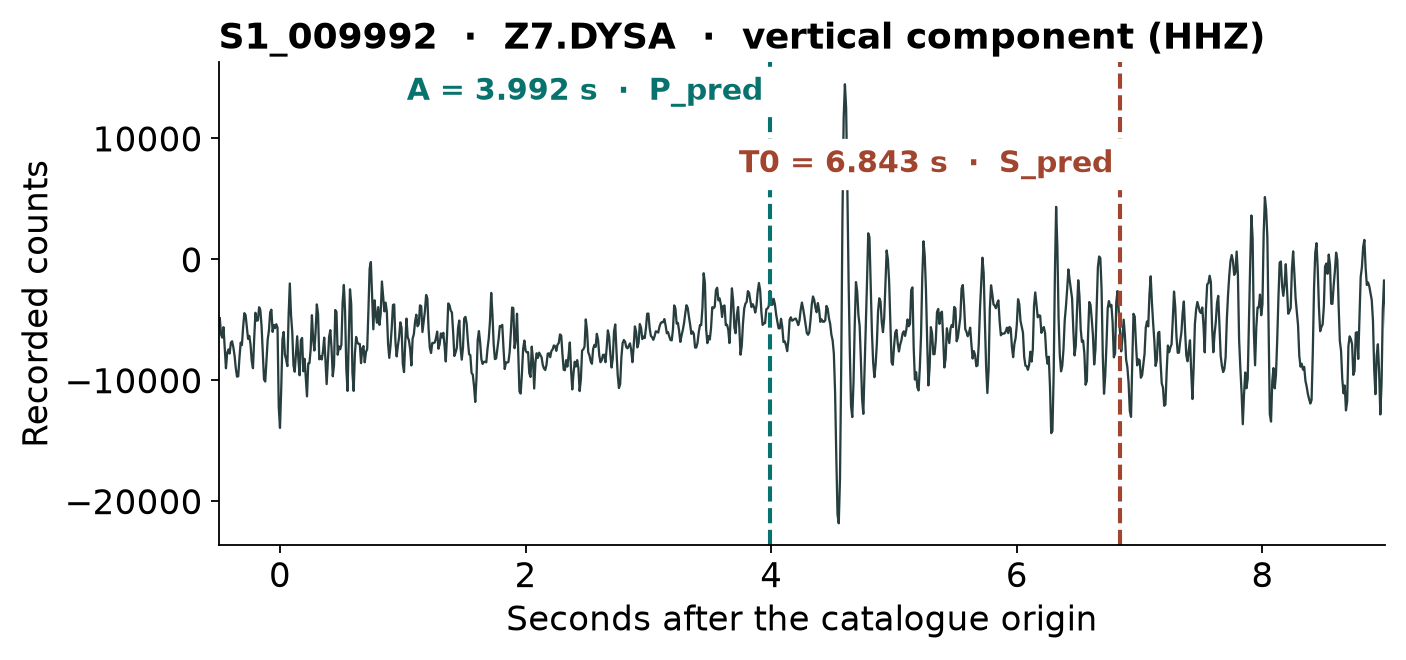 S1_009992 · Z7.DYSA · vertical component (HHZ)
A = 3.992 s · P_pred
T0 = 6.843 s · S_pred
Recorded counts
10000
0
−10000
−20000
0 2 4 6 8
Seconds after the catalogue origin